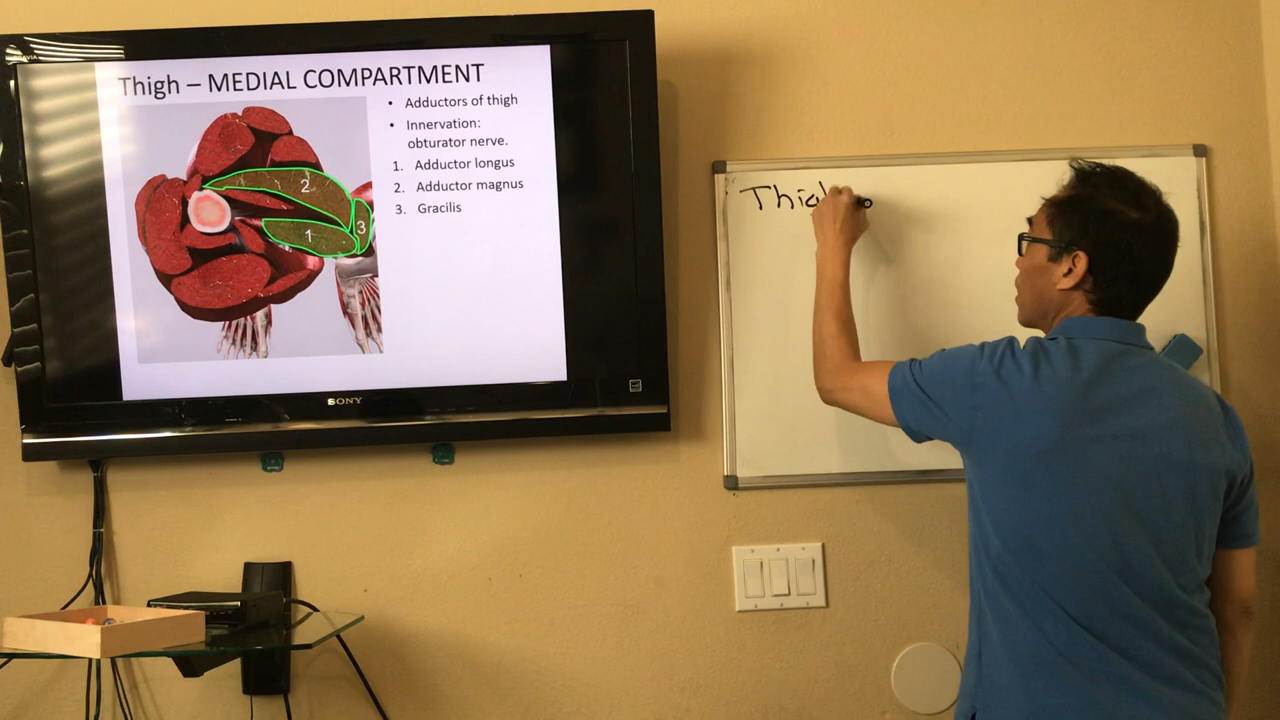 Thigh – MEDIAL COMPARTMENT
• Adductors of thigh
• Innervation:
obturator nerve.
1. Adductor longus
2. Adductor magnus
3. Gracilis
2
1
3
SONY
Thigh